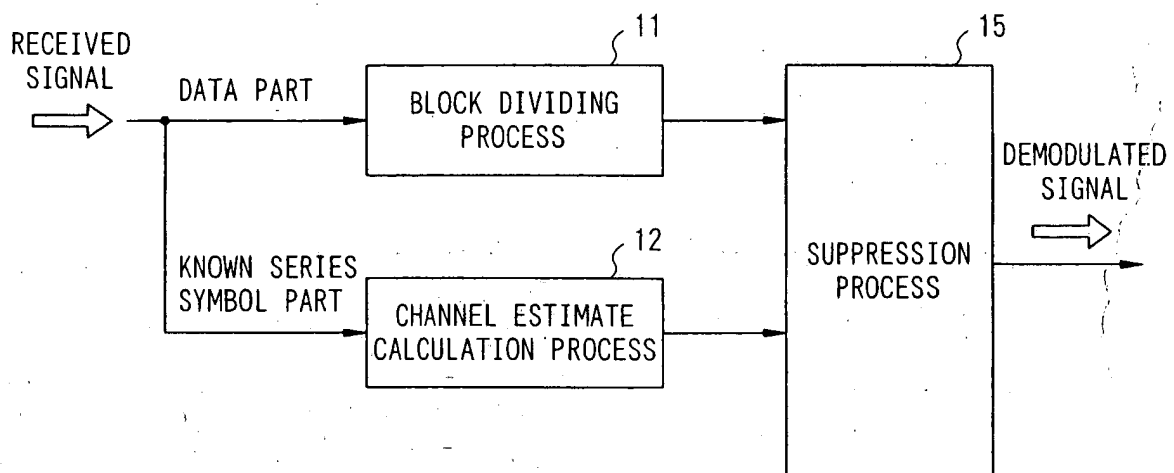 RECEIVED
SIGNAL
DATA PART
11
BLOCK DIVIDING
PROCESS
15
KNOWN SERIES
SYMBOL PART
12
CHANNEL ESTIMATE
CALCULATION PROCESS
SUPPRESSION
PROCESS
DEMODULATED
SIGNAL